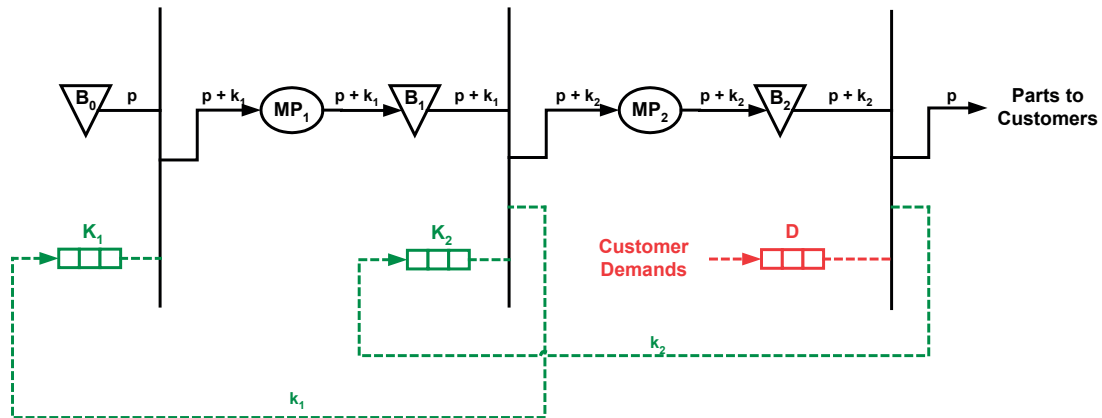 B₀
p
p + k₁
MP₁
p + k₁
B₁
p + k₁
p + k₂
MP₂
p + k₂
B₂
p + k₂
p
Parts to
Customers
K₁
K₂
Customer
Demands
D
k₂
k₁